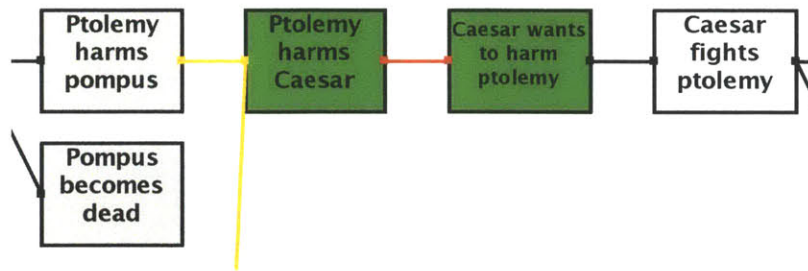 Ptolemy
harms
pompus
Ptolemy
harms
Caesar
Caesar wants
to harm
ptolemy
Caesar
fights
ptolemy
Pompus
becomes
dead